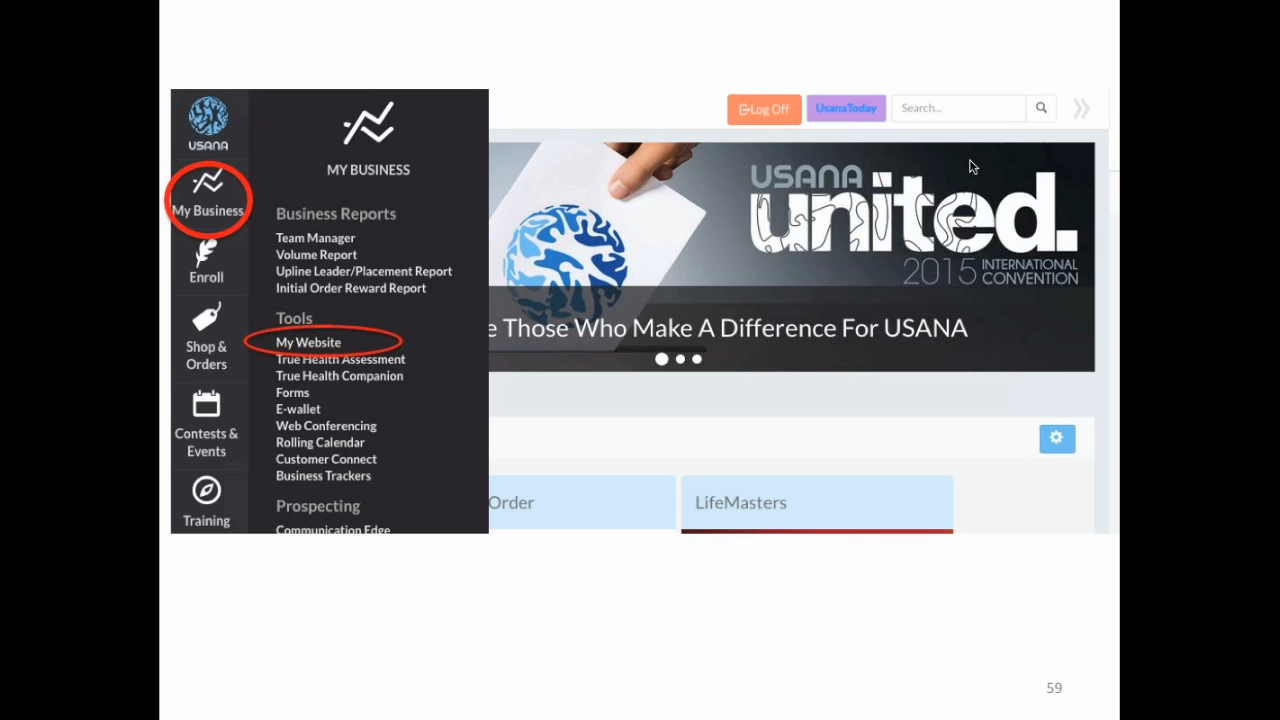 USANA
My Business
Enroll
Shop &
Orders
Contests &
Events
Training
MY BUSINESS
Business Reports
Team Manager
Volume Report
Upline Leader/Placement Report
Initial Order Reward Report
Tools
My Website
True Health Assessment
True Health Companion
Forms
E-wallet
Web Conferencing
Rolling Calendar
Customer Connect
Business Trackers
Prospecting
Communication Edge
Log Off
UsanaToday
Search...
USANA
united.
2015 INTERNATIONAL
CONVENTION
e Those Who Make A Difference For USANA
Order
LifeMasters
59